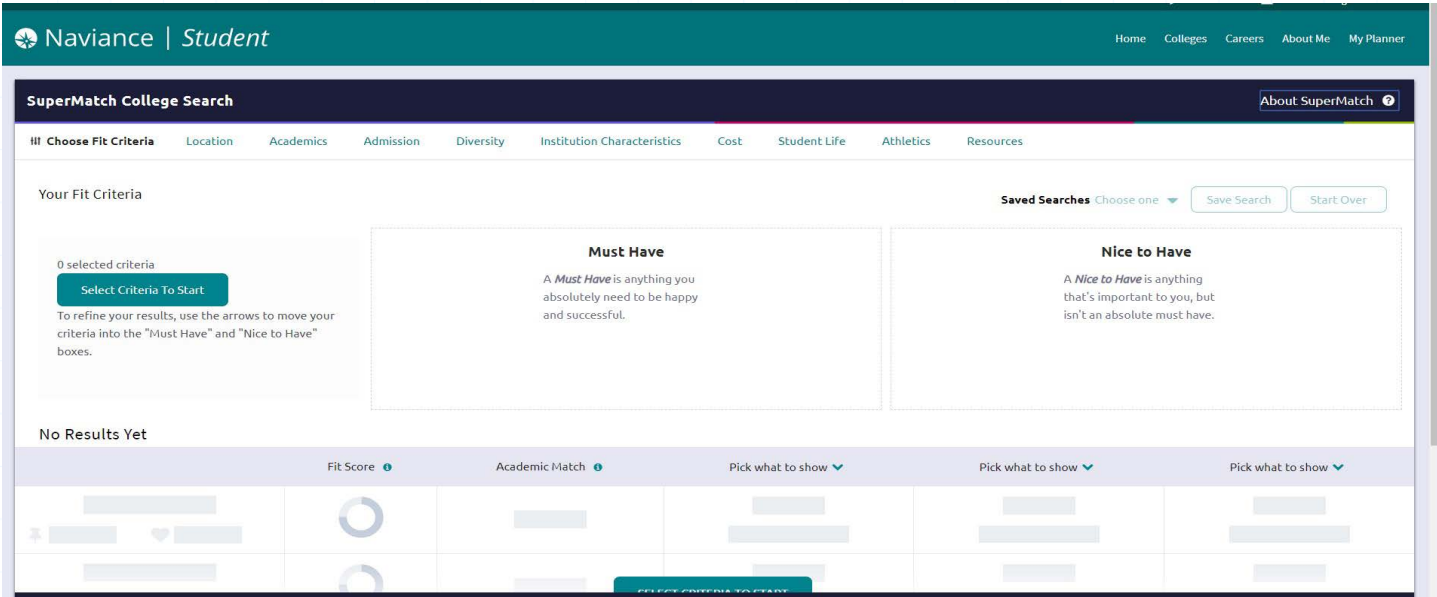 Naviance | Student
Home Colleges Careers About Me My Planner
SuperMatch College Search
About SuperMatch ?
Choose Fit Criteria Location Academics Admission Diversity Institution Characteristics Cost Student Life Athletics Resources
Your Fit Criteria
Saved Searches Choose one Save Search Start Over
0 selected criteria
Select Criteria To Start
To refine your results, use the arrows to move your
criteria into the "Must Have" and "Nice to Have"
boxes.
Must Have
A Must Have is anything you
absolutely need to be happy
and successful.
Nice to Have
A Nice to Have is anything
that's important to you, but
isn't an absolute must have.
No Results Yet
Fit Score Academic Match Pick what to show Pick what to show Pick what to show
SELECT CRITERIA TO START